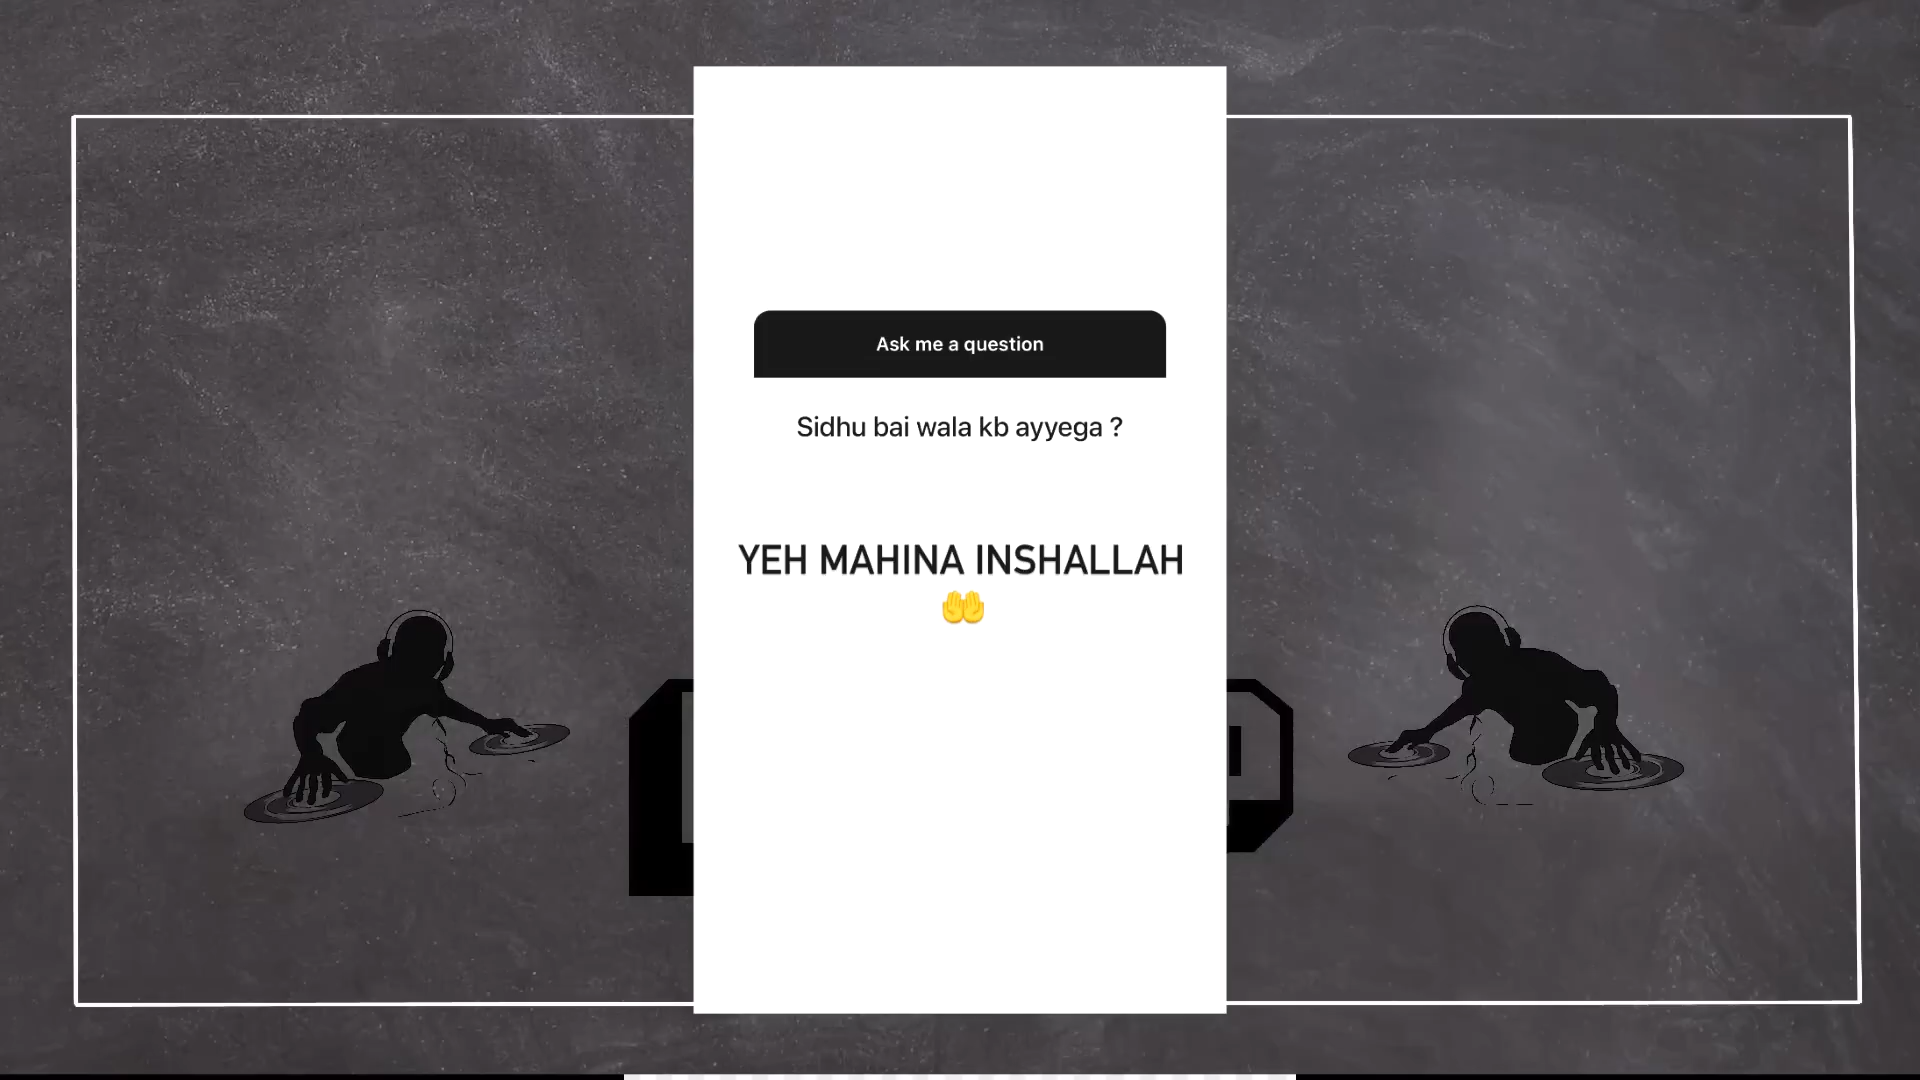 Ask me a question
Sidhu bai wala kb ayyega ?
YEH MAHINA INSHALLAH
🤲